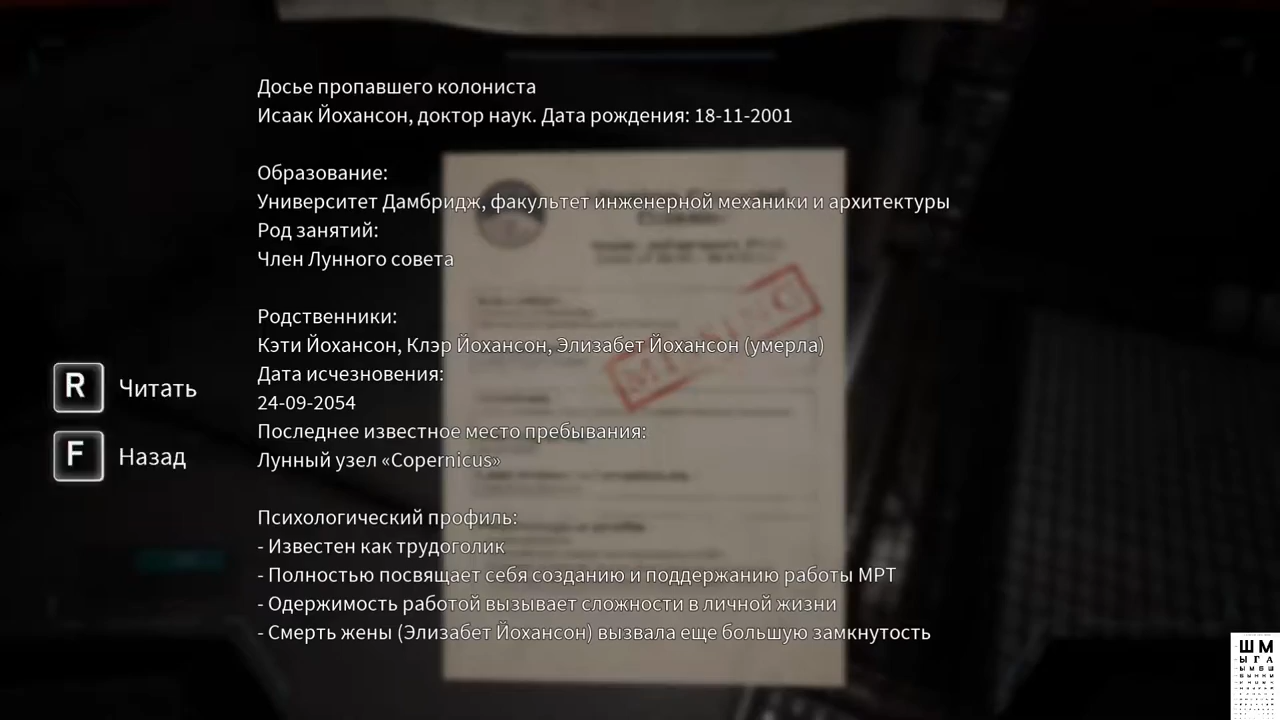 Досье пропавшего колониста
Исаак Йохансон, доктор наук. Дата рождения: 18-11-2001
Образование:
Университет Дамбридж, факультет инженерной механики и архитектуры
Род занятий:
Член Лунного совета
Родственники:
Кэти Йохансон, Клэр Йохансон, Элизабет Йохансон (умерла)
Дата исчезновения:
24-09-2054
Последнее известное место пребывания:
Лунный узел «Copernicus»
Психологический профиль:
- Известен как трудоголик
- Полностью посвящает себя созданию и поддержанию работы МРТ
- Одержимость работой вызывает сложности в личной жизни
- Смерть жены (Элизабет Йохансон) вызвала еще большую замкнутость
R Читать
F Назад
MISSING
Ш М
Ы Г А
Ы М Б Ш